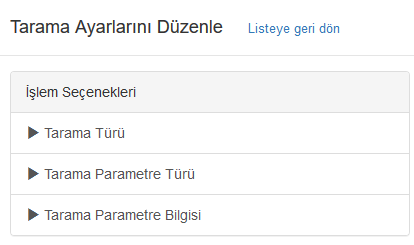 Tarama Ayarlarını Düzenle Listeye geri dön
İşlem Seçenekleri
▶ Tarama Türü
▶ Tarama Parametre Türü
▶ Tarama Parametre Bilgisi